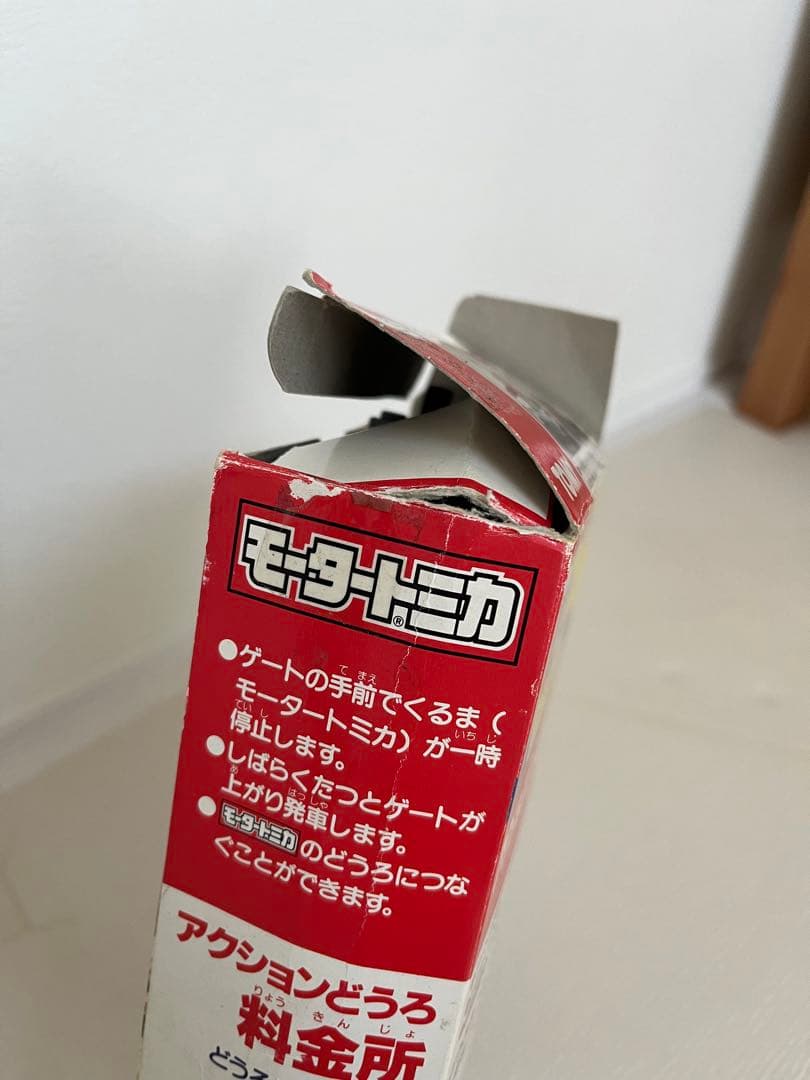 モータートミカ®
●ゲートの手前でくるま(
モータートミカ)が一時
停止します。
●しばらくたつとゲートが
上がり発車します。
●モータートミカのどうろにつな
ぐことができます。
アクションどうろ
料金所
どうろ